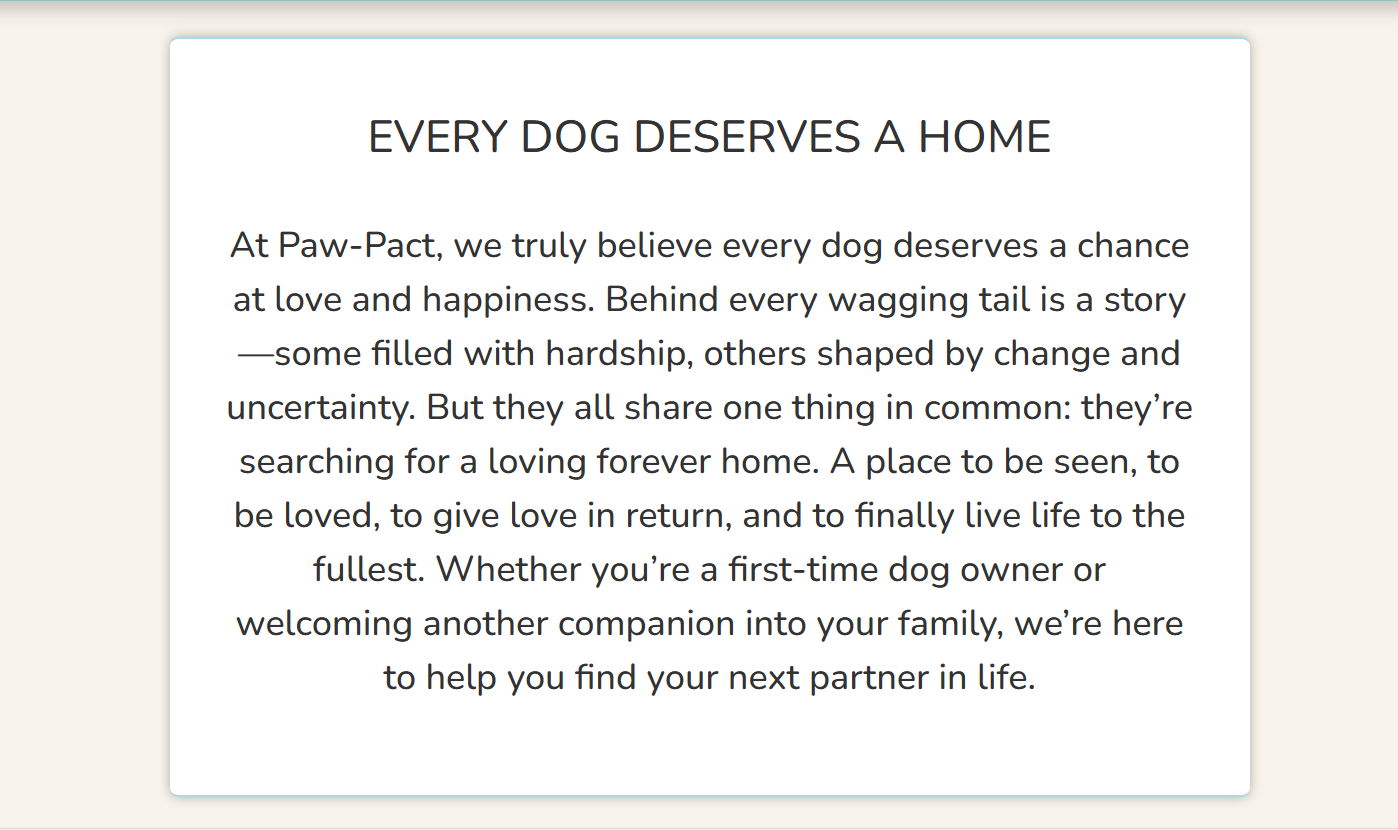 EVERY DOG DESERVES A HOME
At Paw-Pact, we truly believe every dog deserves a chance
at love and happiness. Behind every wagging tail is a story
—some filled with hardship, others shaped by change and
uncertainty. But they all share one thing in common: they’re
searching for a loving forever home. A place to be seen, to
be loved, to give love in return, and to finally live life to the
fullest. Whether you’re a first-time dog owner or
welcoming another companion into your family, we’re here
to help you find your next partner in life.